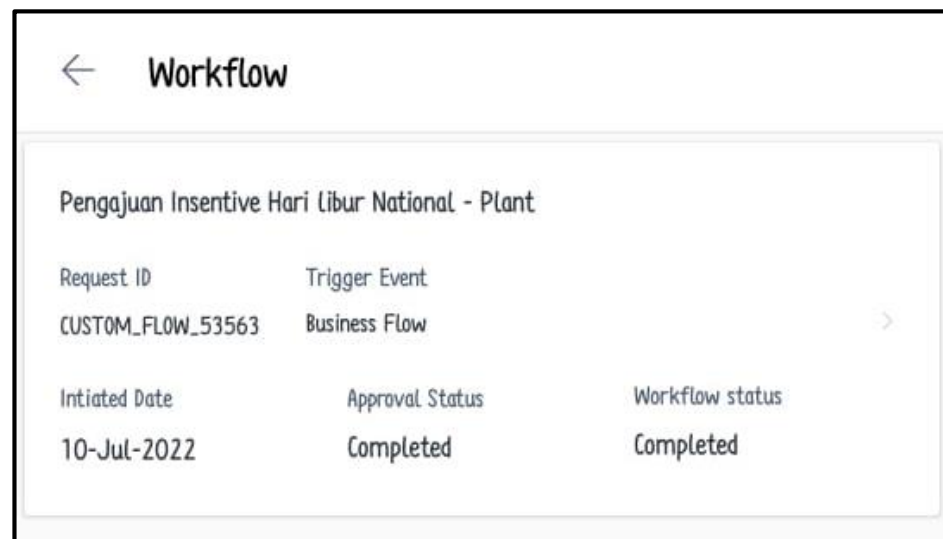 Workflow
Pengajuan Insentive Hari libur National - Plant
Request ID Trigger Event
CUSTOM_FLOW_53563 Business Flow
Intiated Date Approval Status Workflow status
10-Jul-2022 Completed Completed